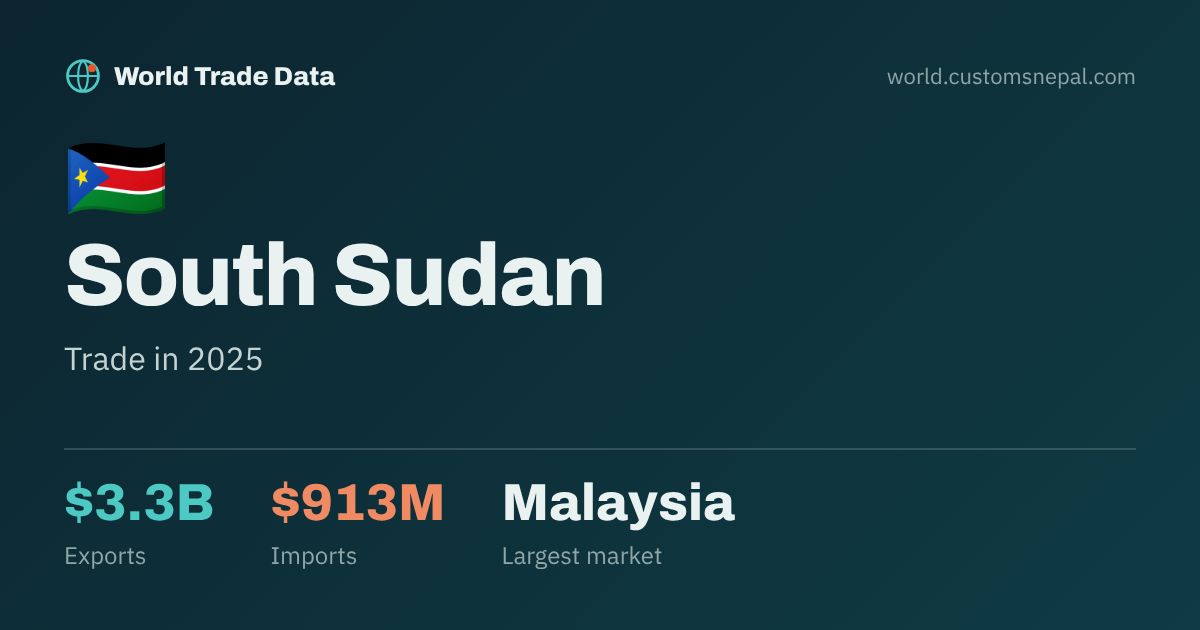 World Trade Data
world.customsnepal.com
South Sudan
Trade in 2025
$3.3B $913M Malaysia
Exports Imports Largest market